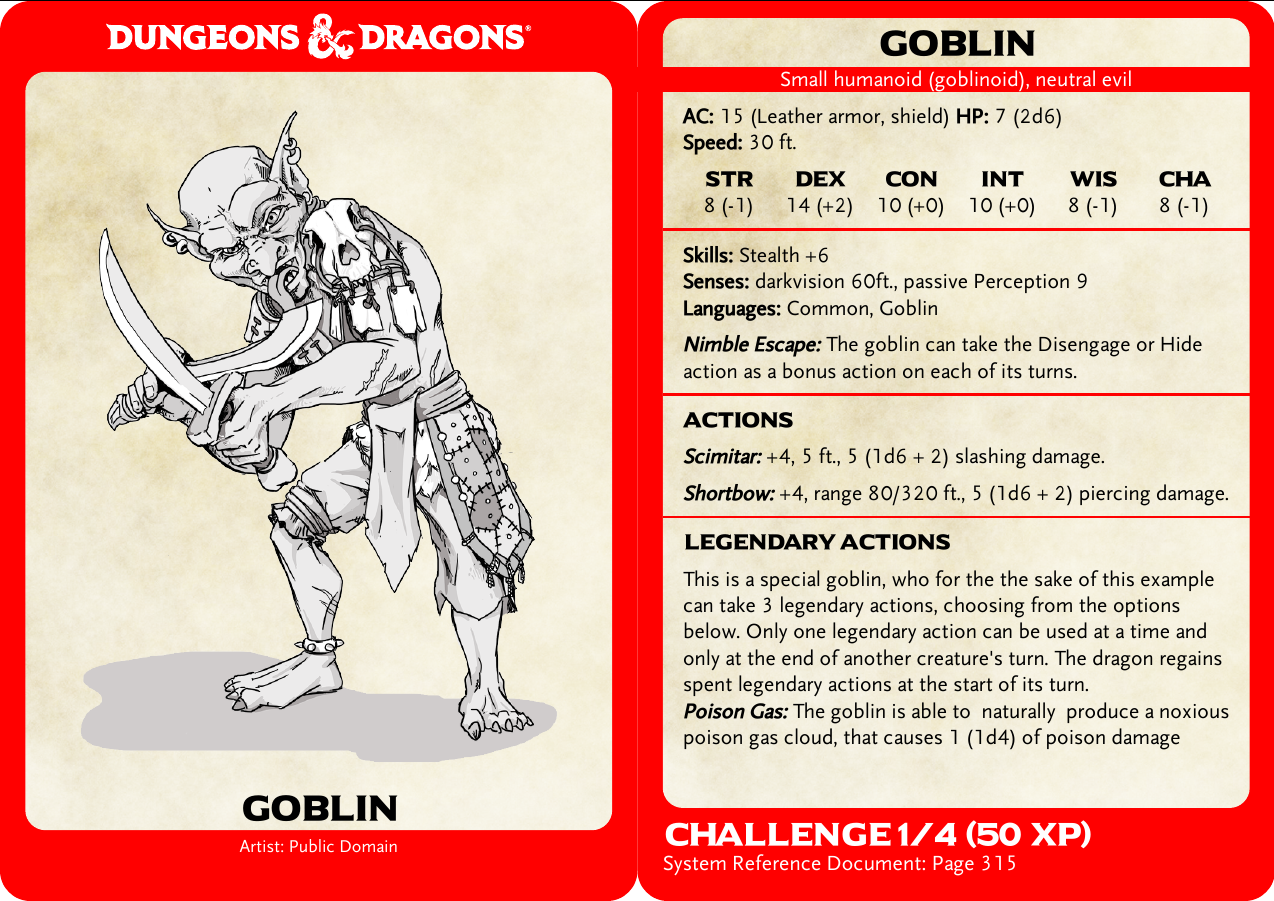 DUNGEONS & DRAGONS®
GOBLIN
Artist: Public Domain
GOBLIN
Small humanoid (goblinoid), neutral evil
AC: 15 (Leather armor, shield) HP: 7 (2d6)
Speed: 30 ft.
STR DEX CON INT WIS CHA
8 (-1) 14 (+2) 10 (+0) 10 (+0) 8 (-1) 8 (-1)
Skills: Stealth +6
Senses: darkvision 60ft., passive Perception 9
Languages: Common, Goblin
Nimble Escape: The goblin can take the Disengage or Hide
action as a bonus action on each of its turns.
ACTIONS
Scimitar: +4, 5 ft., 5 (1d6 + 2) slashing damage.
Shortbow: +4, range 80/320 ft., 5 (1d6 + 2) piercing damage.
LEGENDARY ACTIONS
This is a special goblin, who for the the sake of this example
can take 3 legendary actions, choosing from the options
below. Only one legendary action can be used at a time and
only at the end of another creature's turn. The dragon regains
spent legendary actions at the start of its turn.
Poison Gas: The goblin is able to naturally produce a noxious
poison gas cloud, that causes 1 (1d4) of poison damage
CHALLENGE 1/4 (50 XP)
System Reference Document: Page 315